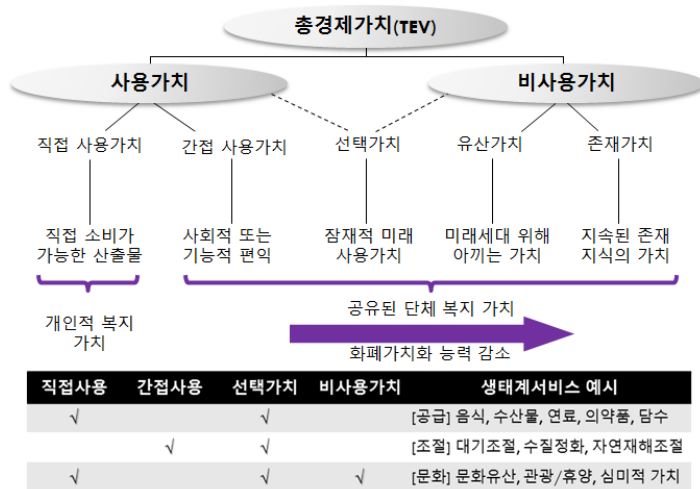 총경제가치(TEV)
사용가치 비사용가치
직접 사용가치 간접 사용가치 선택가치 유산가치 존재가치
직접 소비가 사회적 또는 잠재적 미래 미래세대 위해 지속된 존재
가능한 산출물 기능적 편익 사용가치 아끼는 가치 지식의 가치
개인적 복지
가치
공유된 단체 복지 가치
화폐가치화 능력 감소
직접사용 간접사용 선택가치 비사용가치 생태계서비스 예시
√ √ [공급] 음식, 수산물, 연료, 의약품, 담수
√ √ [조절] 대기조절, 수질정화, 자연재해조절
√ √ √ [문화] 문화유산, 관광/휴양, 심미적 가치